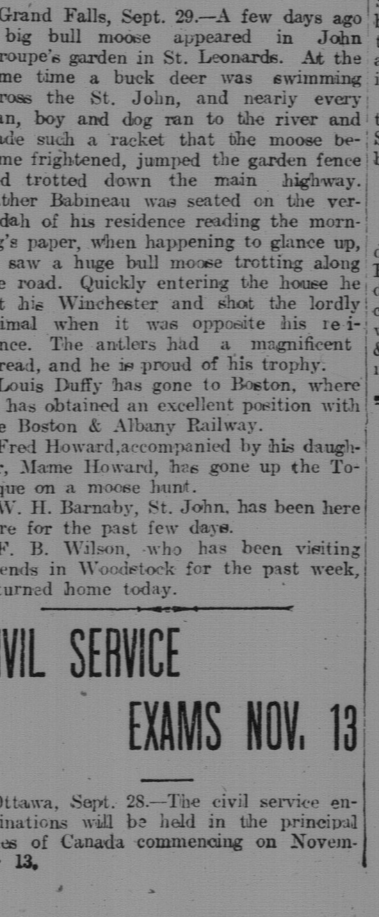 Grand Falls, Sept. 29.—A few days ago
big bull moose appeared in John
roupe's garden in St. Leonards. At the
me time a buck deer was swimming
ross the St. John, and nearly every
an, boy and dog ran to the river and
ade such a racket that the moose be-
me frightened, jumped the garden fence
d trotted down the main highway.
ther Babineau was seated on the ver-
dah of his residence reading the morn-
g's paper, when happening to glance up,
saw a huge bull moose trotting along
e road. Quickly entering the house he
t his Winchester and shot the lordly
imal when it was opposite his re i-
nce. The antlers had a magnificent
read, and he is proud of his trophy.
Louis Duffy has gone to Boston, where
has obtained an excellent position with
e Boston & Albany Railway.
Fred Howard,accompanied by his daugh-
r, Mame Howard, has gone up the To-
que on a moose hunt.
W. H. Barnaby, St. John, has been here
re for the past few days.
F. B. Wilson, who has been visiting
ends in Woodstock for the past week,
turned home today.
IVIL SERVICE
EXAMS NOV. 13
Ottawa, Sept. 28.—The civil service en-
inations will be held in the principal
es of Canada commencing on Novem-
r 13.